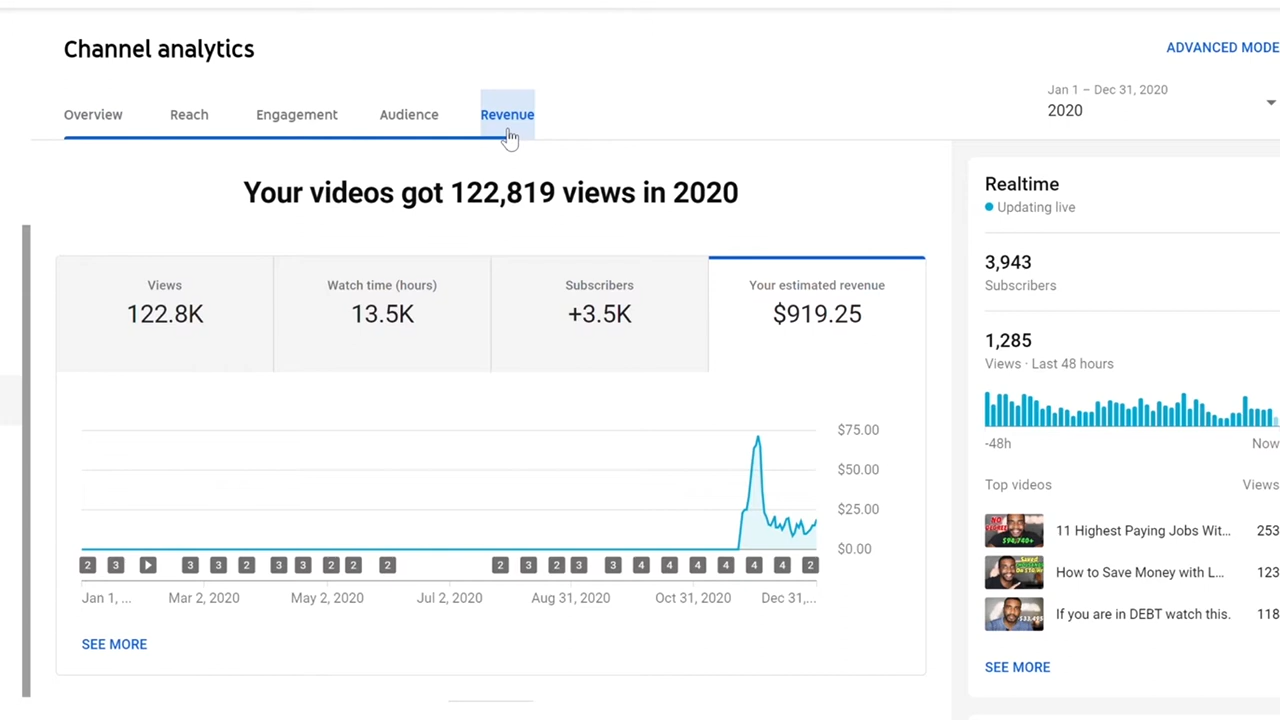 Channel analytics
ADVANCED MODE
Overview Reach Engagement Audience Revenue
Jan 1 – Dec 31, 2020
2020
Your videos got 122,819 views in 2020
Views
122.8K
Watch time (hours)
13.5K
Subscribers
+3.5K
Your estimated revenue
$919.25
$75.00
$50.00
$25.00
$0.00
2 3 3 3 2 3 3 2 2 2 2 3 2 3 3 4 4 4 4 4 4 2
Jan 1, ... Mar 2, 2020 May 2, 2020 Jul 2, 2020 Aug 31, 2020 Oct 31, 2020 Dec 31,...
SEE MORE
Realtime
Updating live
3,943
Subscribers
1,285
Views · Last 48 hours
-48h Now
Top videos Views
11 Highest Paying Jobs Wit... 253
How to Save Money with L... 123
If you are in DEBT watch this. 118
SEE MORE